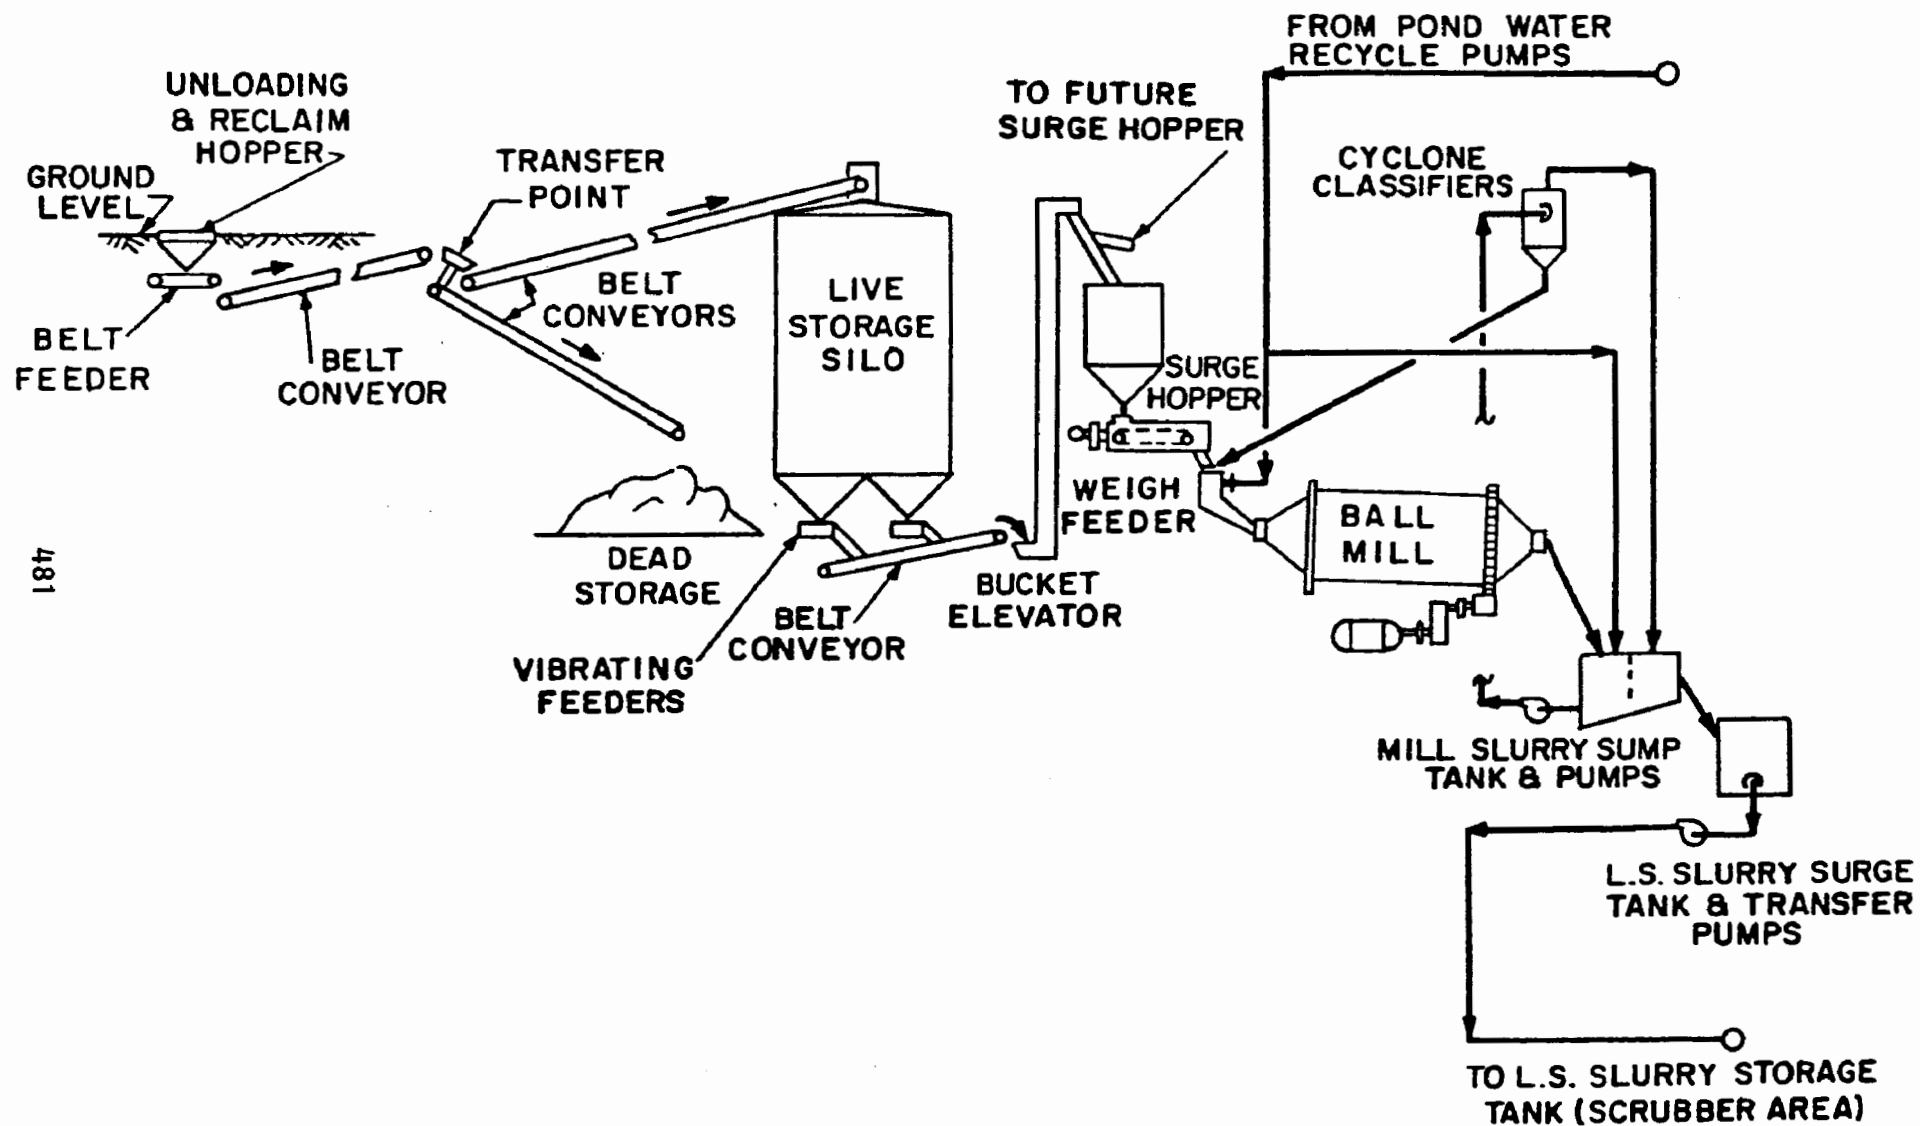 FROM POND WATER
RECYCLE PUMPS
UNLOADING
& RECLAIM
HOPPER
GROUND
LEVEL
TRANSFER
POINT
TO FUTURE
SURGE HOPPER
CYCLONE
CLASSIFIERS
BELT
FEEDER
BELT
CONVEYOR
BELT
CONVEYORS
LIVE
STORAGE
SILO
SURGE
HOPPER
WEIGH
FEEDER
BALL
MILL
DEAD
STORAGE
BELT
CONVEYOR
BUCKET
ELEVATOR
VIBRATING
FEEDERS
MILL SLURRY SUMP
TANK & PUMPS
L.S. SLURRY SURGE
TANK & TRANSFER
PUMPS
TO L.S. SLURRY STORAGE
TANK (SCRUBBER AREA)
481